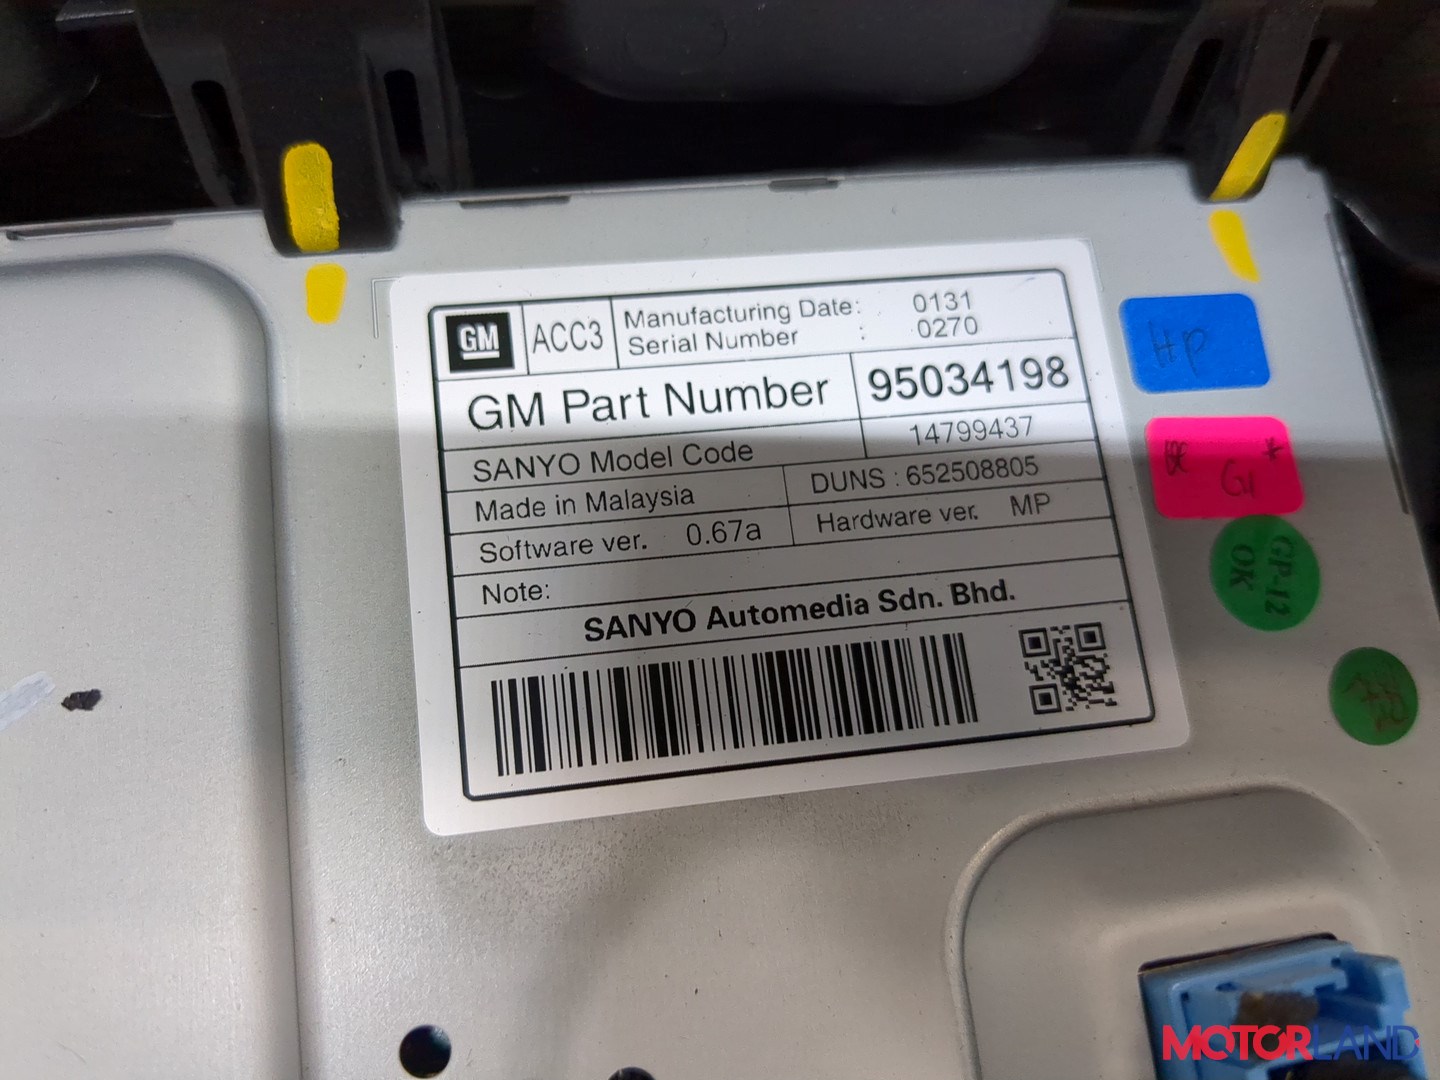 GM ACC3 Manufacturing Date: 0131
Serial Number : 0270
GM Part Number 95034198
SANYO Model Code 14799437
Made in Malaysia DUNS : 652508805
Software ver. 0.67a Hardware ver. MP
Note:
SANYO Automedia Sdn. Bhd.
HP
G1
GP-12
OK
MOTORLAND